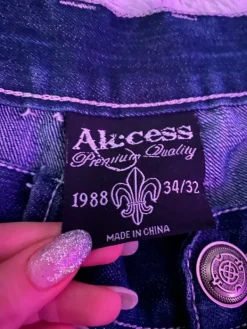 Ak:cess
Premium Quality
1988 34/32
MADE IN CHINA